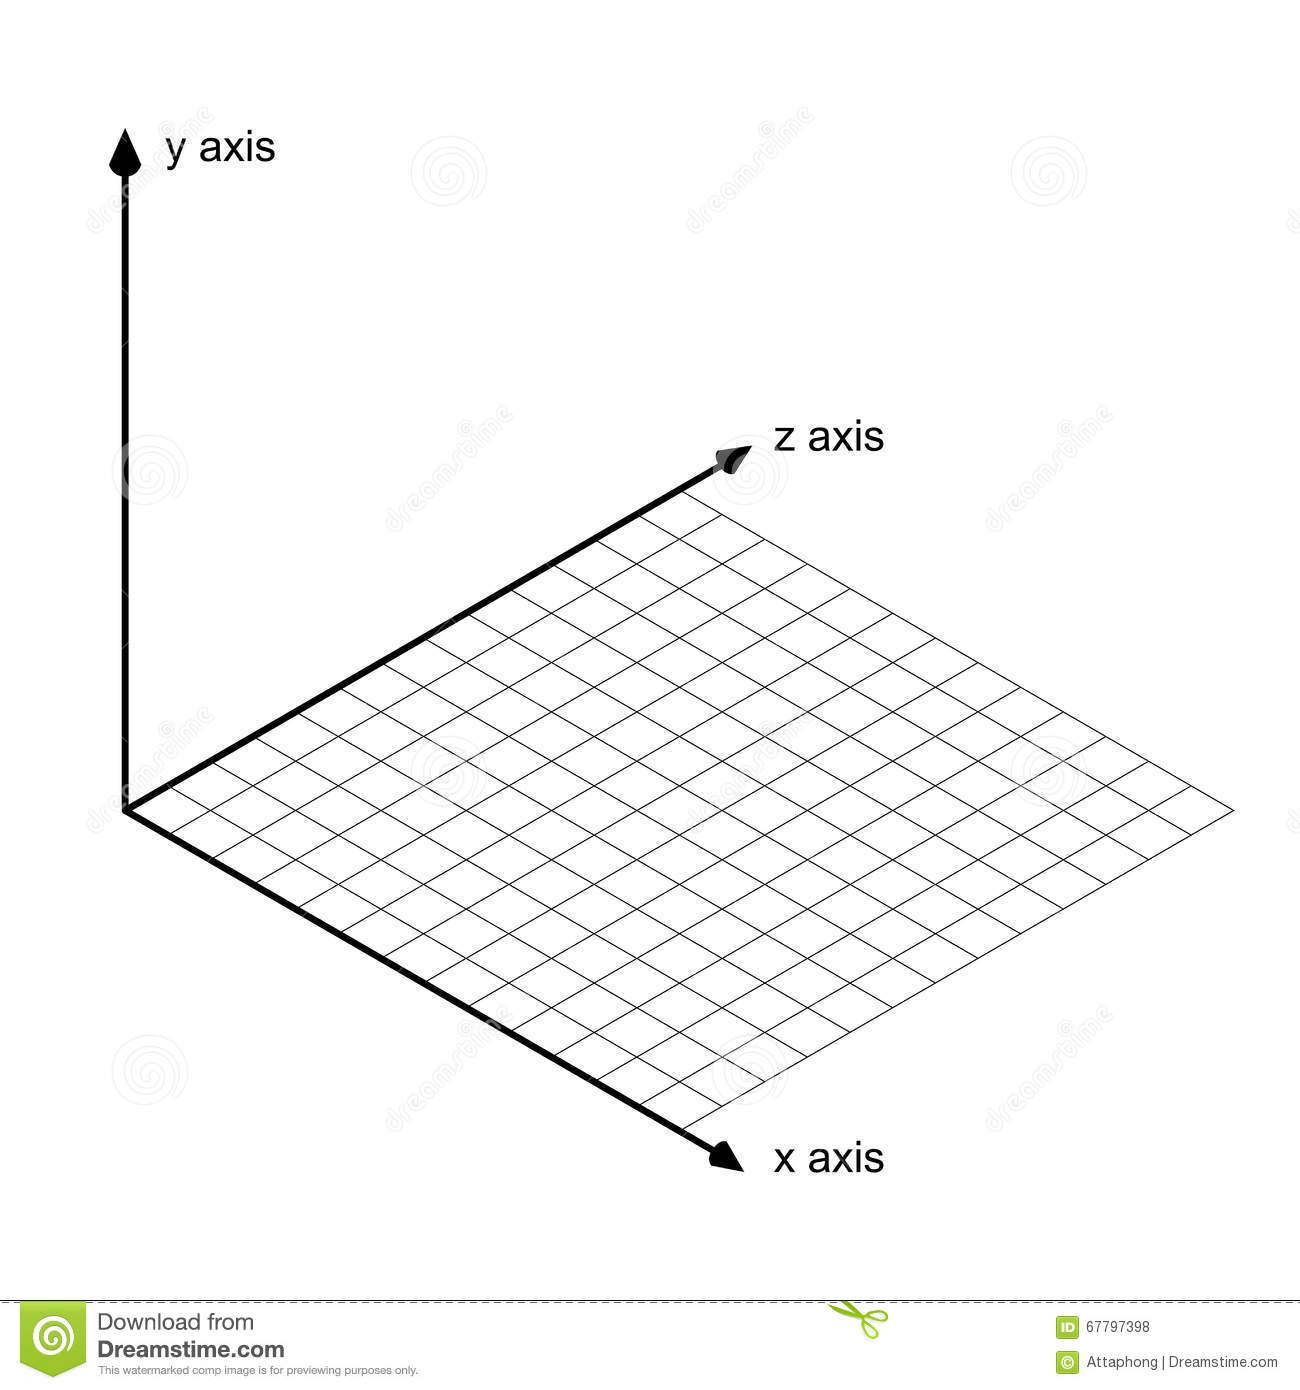 y axis
z axis
x axis
dreamstime
Download from
Dreamstime.com
This watermarked comp image is for previewing purposes only.
ID 67797398
© Attaphong | Dreamstime.com